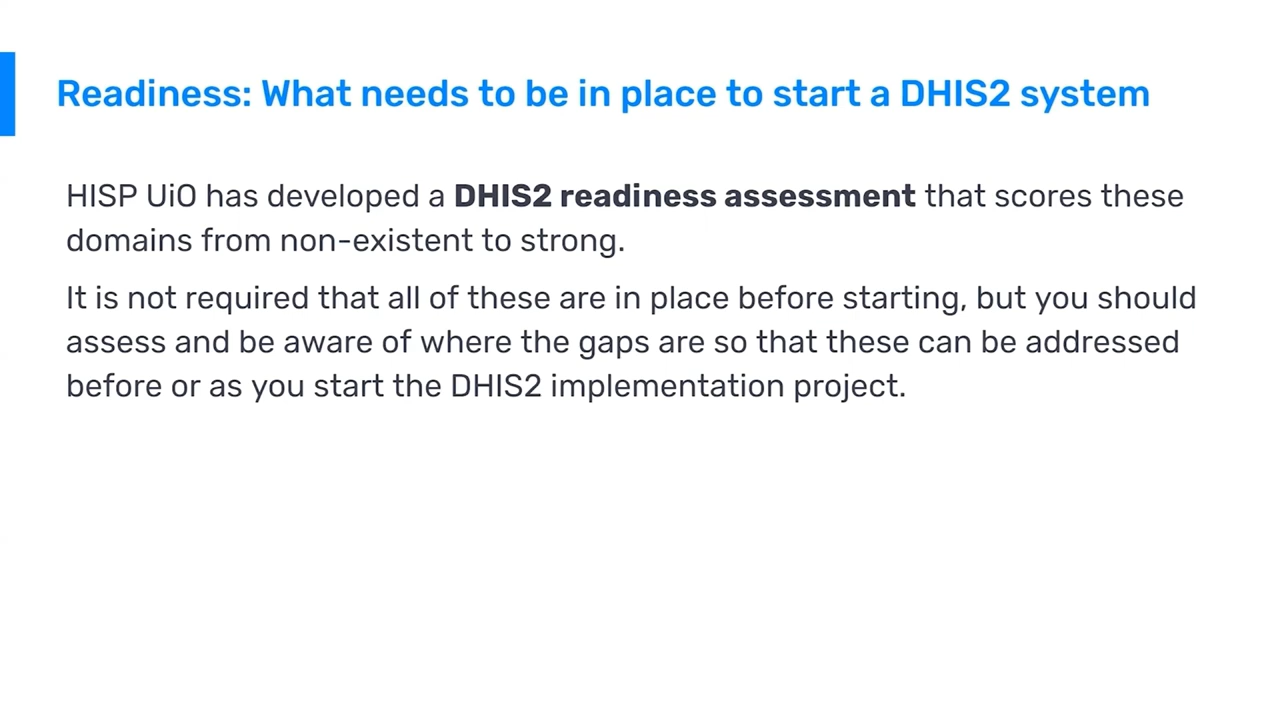 Readiness: What needs to be in place to start a DHIS2 system
HISP UiO has developed a DHIS2 readiness assessment that scores these
domains from non-existent to strong.
It is not required that all of these are in place before starting, but you should
assess and be aware of where the gaps are so that these can be addressed
before or as you start the DHIS2 implementation project.